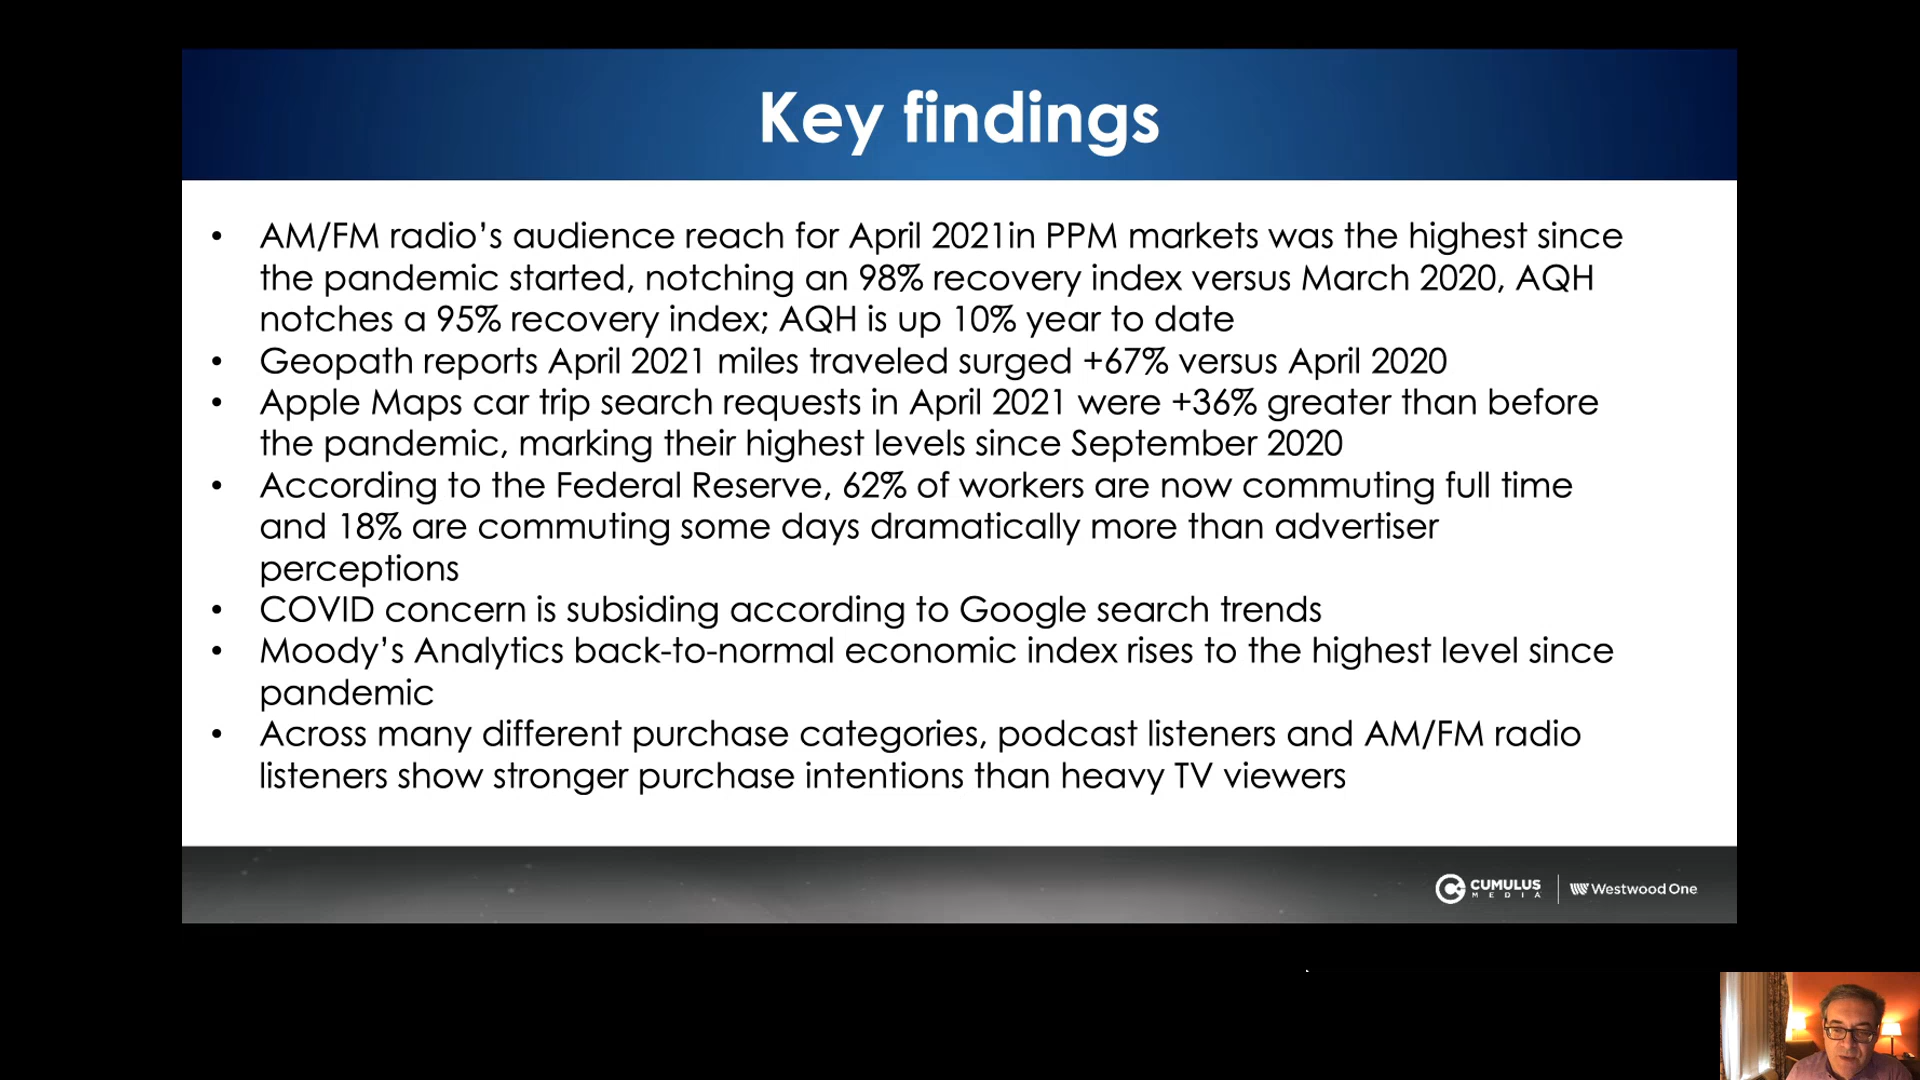 Key findings
• AM/FM radio’s audience reach for April 2021in PPM markets was the highest since
the pandemic started, notching an 98% recovery index versus March 2020, AQH
notches a 95% recovery index; AQH is up 10% year to date
• Geopath reports April 2021 miles traveled surged +67% versus April 2020
• Apple Maps car trip search requests in April 2021 were +36% greater than before
the pandemic, marking their highest levels since September 2020
• According to the Federal Reserve, 62% of workers are now commuting full time
and 18% are commuting some days dramatically more than advertiser
perceptions
• COVID concern is subsiding according to Google search trends
• Moody’s Analytics back-to-normal economic index rises to the highest level since
pandemic
• Across many different purchase categories, podcast listeners and AM/FM radio
listeners show stronger purchase intentions than heavy TV viewers
CUMULUS
MEDIA
Westwood One